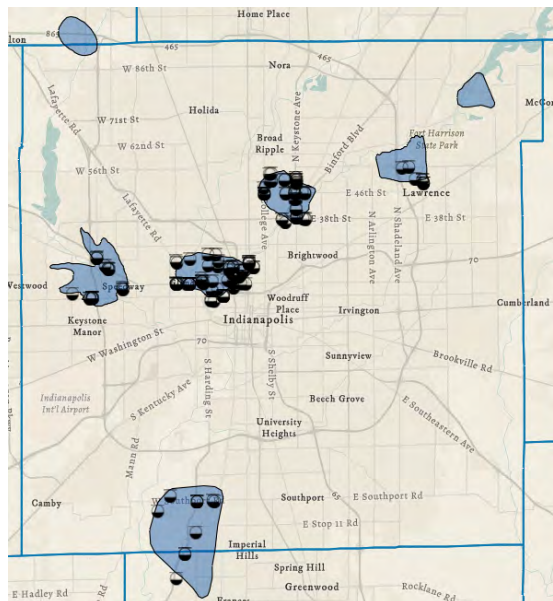 Home Place
lton
865
465
465
W 86th St
Nora
McCo
Lafayette Rd
Holida
W 71st St
N Keystone Ave
Binford Blvd
Fort Harrison
State Park
W 62nd St
Broad
Ripple
W 56th St
E 46th St
Lawrence
Lafayette Rd
College Ave
E 38th St
N Arlington Ave
N Shadeland Ave
E 38th St
Brightwood
70
Westwood
Speedway
Woodruff
Place
Cumberland
Keystone
Manor
Indianapolis
Irvington
W Washington St
70
S Harding St
S Shelby St
Sunnyview
Brookville Rd
Indianapolis
Int'l Airport
S Kentucky Ave
Beech Grove
E Southeastern Ave
University
Heights
Mann Rd
Camby
Southport
65
E Southport Rd
E Stop 11 Rd
Imperial
Hills
Spring Hill
E Hadley Rd
Greenwood
Rocklane Rd